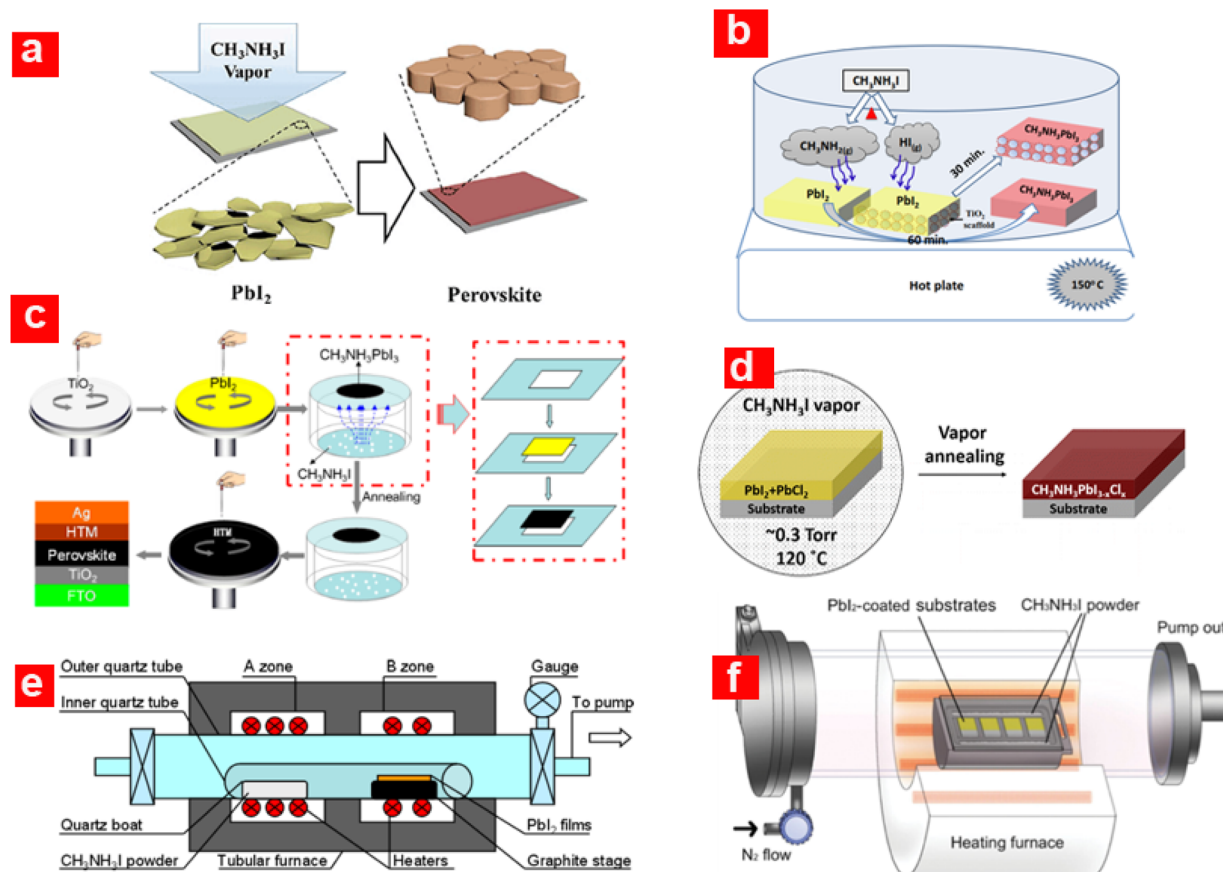 a
CH₃NH₃I
Vapor
PbI₂
Perovskite
b
CH₃NH₃I
CH₃NH₂₍g₎
HI₍g₎
PbI₂
PbI₂
CH₃NH₃PbI₃
CH₃NH₃PbI₃
30 min.
TiO₂
scaffold
60 min.
Hot plate
150° C
c
TiO₂
PbI₂
CH₃NH₃PbI₃
CH₃NH₃I
Annealing
HTM
Ag
HTM
Perovskite
TiO₂
FTO
d
CH₃NH₃I vapor
PbI₂+PbCl₂
Substrate
~0.3 Torr
120 ˚C
Vapor
annealing
CH₃NH₃PbI₃₋ₓClₓ
Substrate
e
Outer quartz tube
A zone
B zone
Gauge
Inner quartz tube
To pump
Quartz boat
PbI₂ films
CH₃NH₃I powder
Tubular furnace
Heaters
Graphite stage
f
PbI₂-coated substrates
CH₃NH₃I powder
Pump out
N₂ flow
Heating furnace